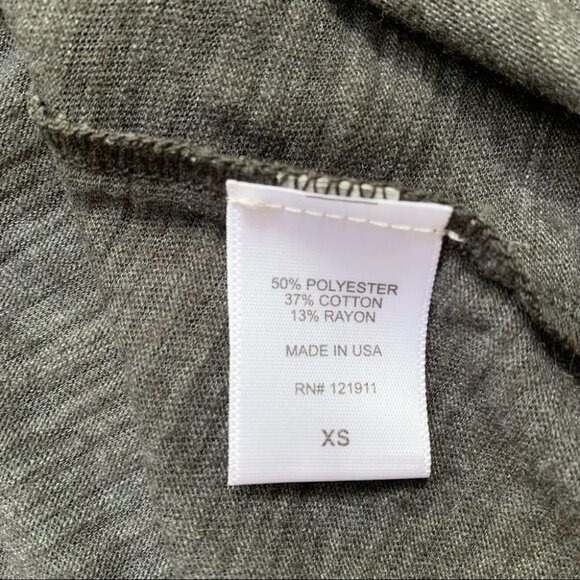 50% POLYESTER
37% COTTON
13% RAYON
MADE IN USA
RN# 121911
XS